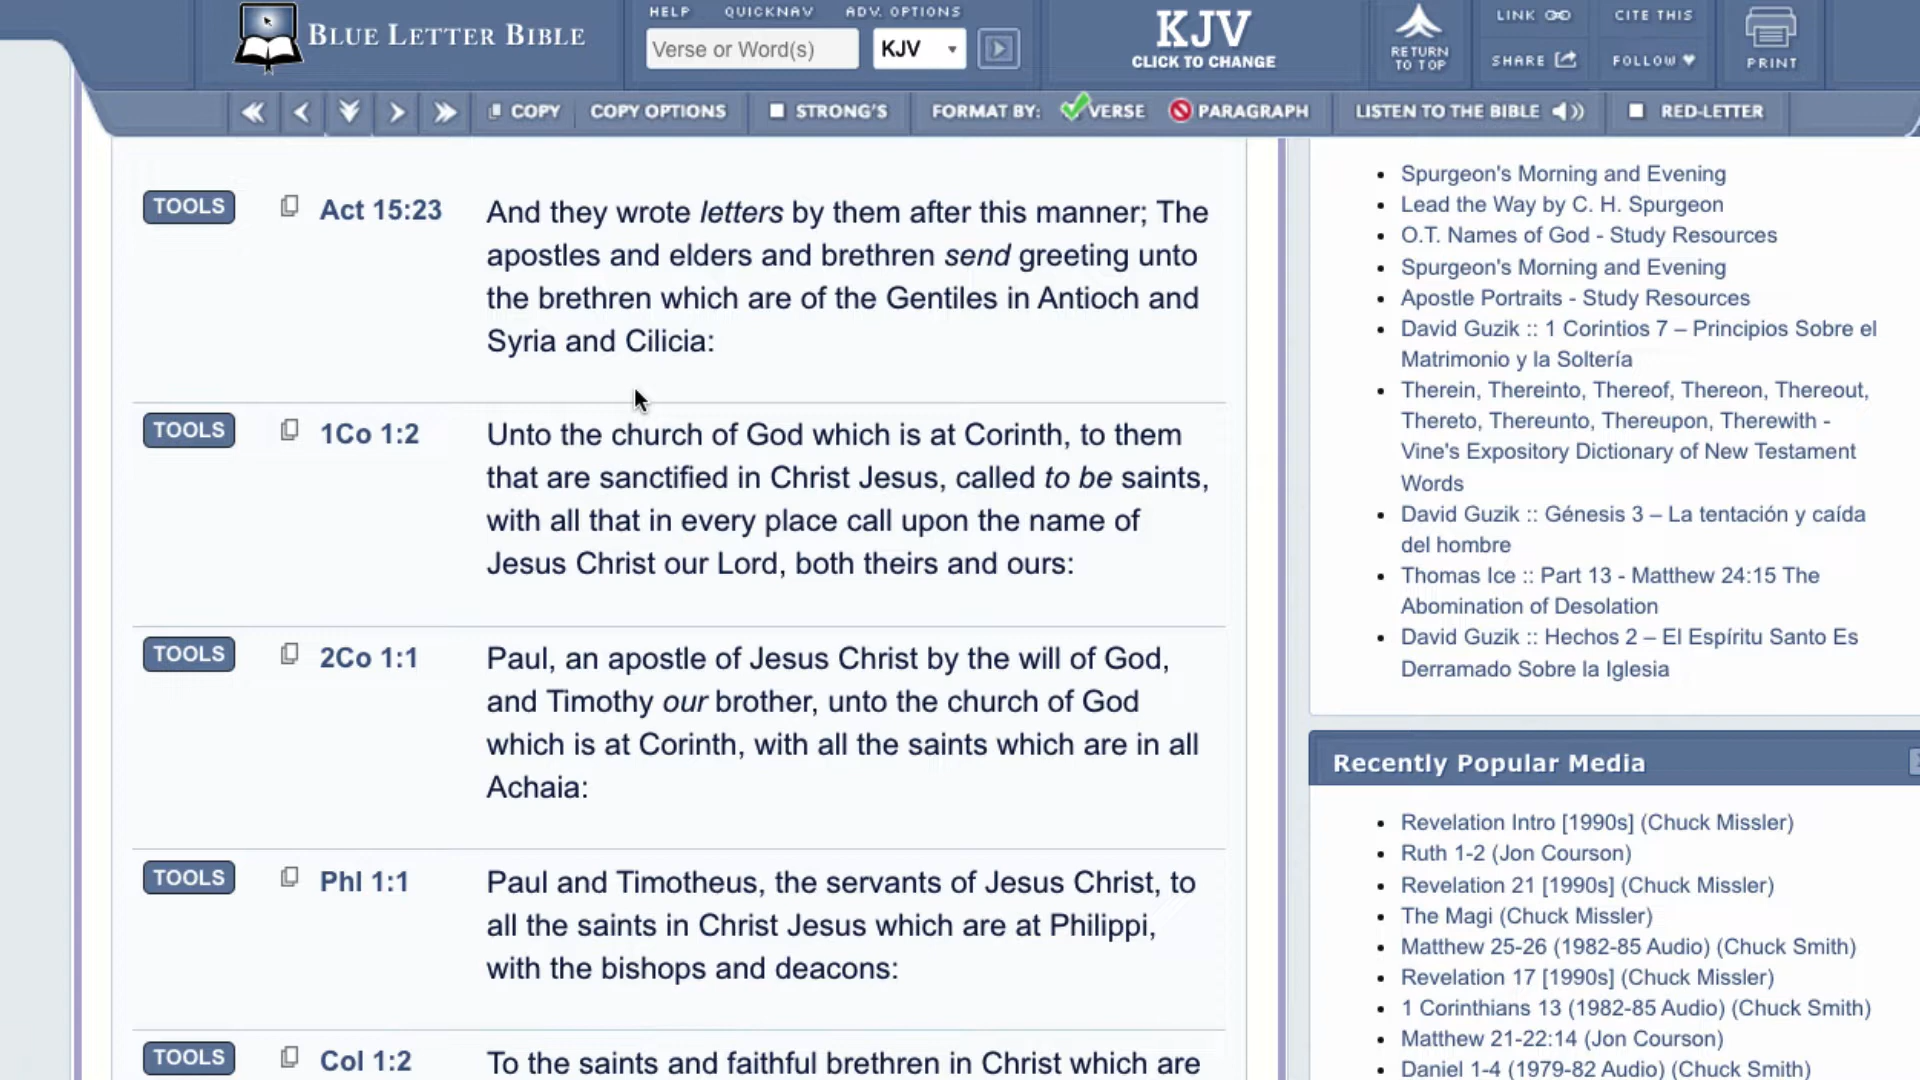 BLUE LETTER BIBLE
HELP QUICKNAV ADV. OPTIONS
Verse or Word(s)
KJV
KJV
CLICK TO CHANGE
RETURN
TO TOP
LINK
SHARE
CITE THIS
FOLLOW
PRINT
COPY COPY OPTIONS STRONG'S FORMAT BY: VERSE PARAGRAPH LISTEN TO THE BIBLE RED-LETTER
TOOLS Act 15:23 And they wrote letters by them after this manner; The
apostles and elders and brethren send greeting unto
the brethren which are of the Gentiles in Antioch and
Syria and Cilicia:
TOOLS 1Co 1:2 Unto the church of God which is at Corinth, to them
that are sanctified in Christ Jesus, called to be saints,
with all that in every place call upon the name of
Jesus Christ our Lord, both theirs and ours:
TOOLS 2Co 1:1 Paul, an apostle of Jesus Christ by the will of God,
and Timothy our brother, unto the church of God
which is at Corinth, with all the saints which are in all
Achaia:
TOOLS Phl 1:1 Paul and Timotheus, the servants of Jesus Christ, to
all the saints in Christ Jesus which are at Philippi,
with the bishops and deacons:
TOOLS Col 1:2 To the saints and faithful brethren in Christ which are
Spurgeon's Morning and Evening
Lead the Way by C. H. Spurgeon
O.T. Names of God - Study Resources
Spurgeon's Morning and Evening
Apostle Portraits - Study Resources
David Guzik :: 1 Corintios 7 – Principios Sobre el
Matrimonio y la Soltería
Therein, Thereinto, Thereof, Thereon, Thereout,
Thereto, Thereunto, Thereupon, Therewith -
Vine's Expository Dictionary of New Testament
Words
David Guzik :: Génesis 3 – La tentación y caída
del hombre
Thomas Ice :: Part 13 - Matthew 24:15 The
Abomination of Desolation
David Guzik :: Hechos 2 – El Espíritu Santo Es
Derramado Sobre la Iglesia
Recently Popular Media
Revelation Intro [1990s] (Chuck Missler)
Ruth 1-2 (Jon Courson)
Revelation 21 [1990s] (Chuck Missler)
The Magi (Chuck Missler)
Matthew 25-26 (1982-85 Audio) (Chuck Smith)
Revelation 17 [1990s] (Chuck Missler)
1 Corinthians 13 (1982-85 Audio) (Chuck Smith)
Matthew 21-22:14 (Jon Courson)
Daniel 1-4 (1979-82 Audio) (Chuck Smith)